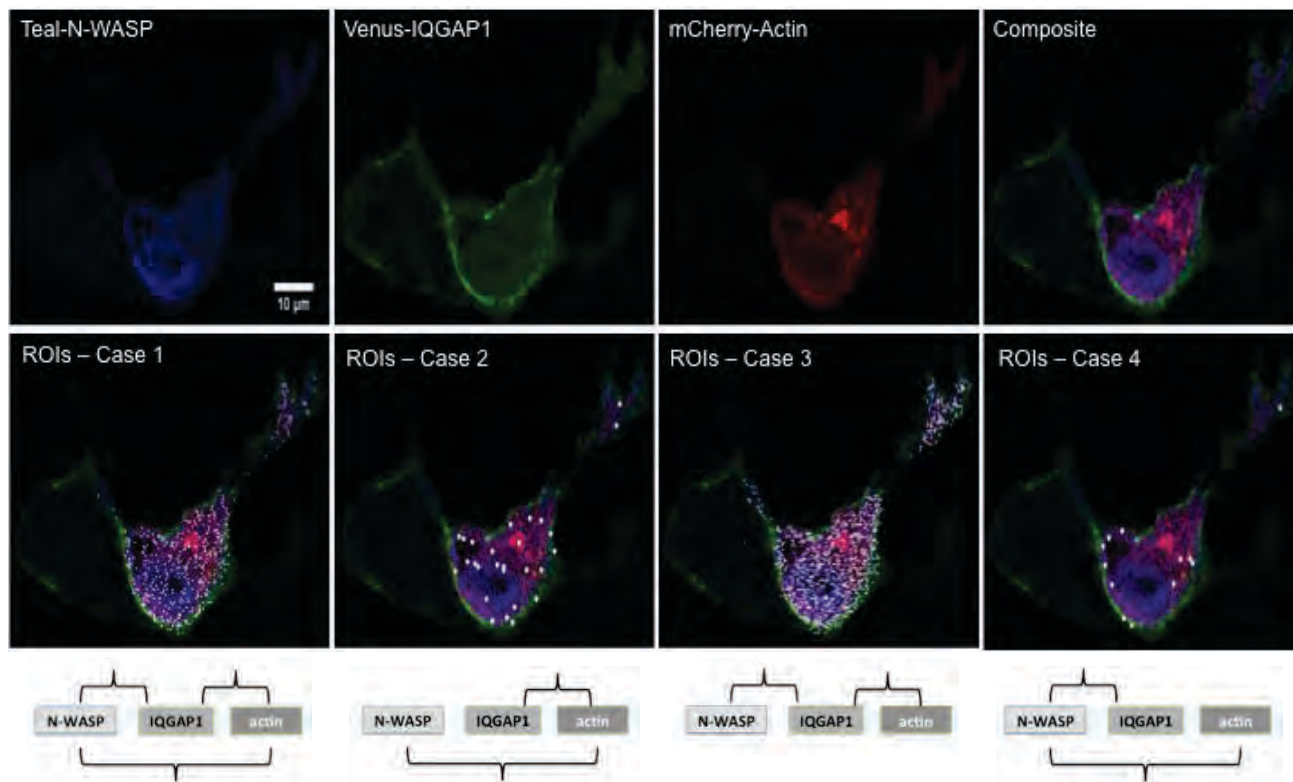 Teal-N-WASP
Venus-IQGAP1
mCherry-Actin
Composite
10 µm
ROIs – Case 1
ROIs – Case 2
ROIs – Case 3
ROIs – Case 4
N-WASP IQGAP1 actin
N-WASP IQGAP1 actin
N-WASP IQGAP1 actin
N-WASP IQGAP1 actin